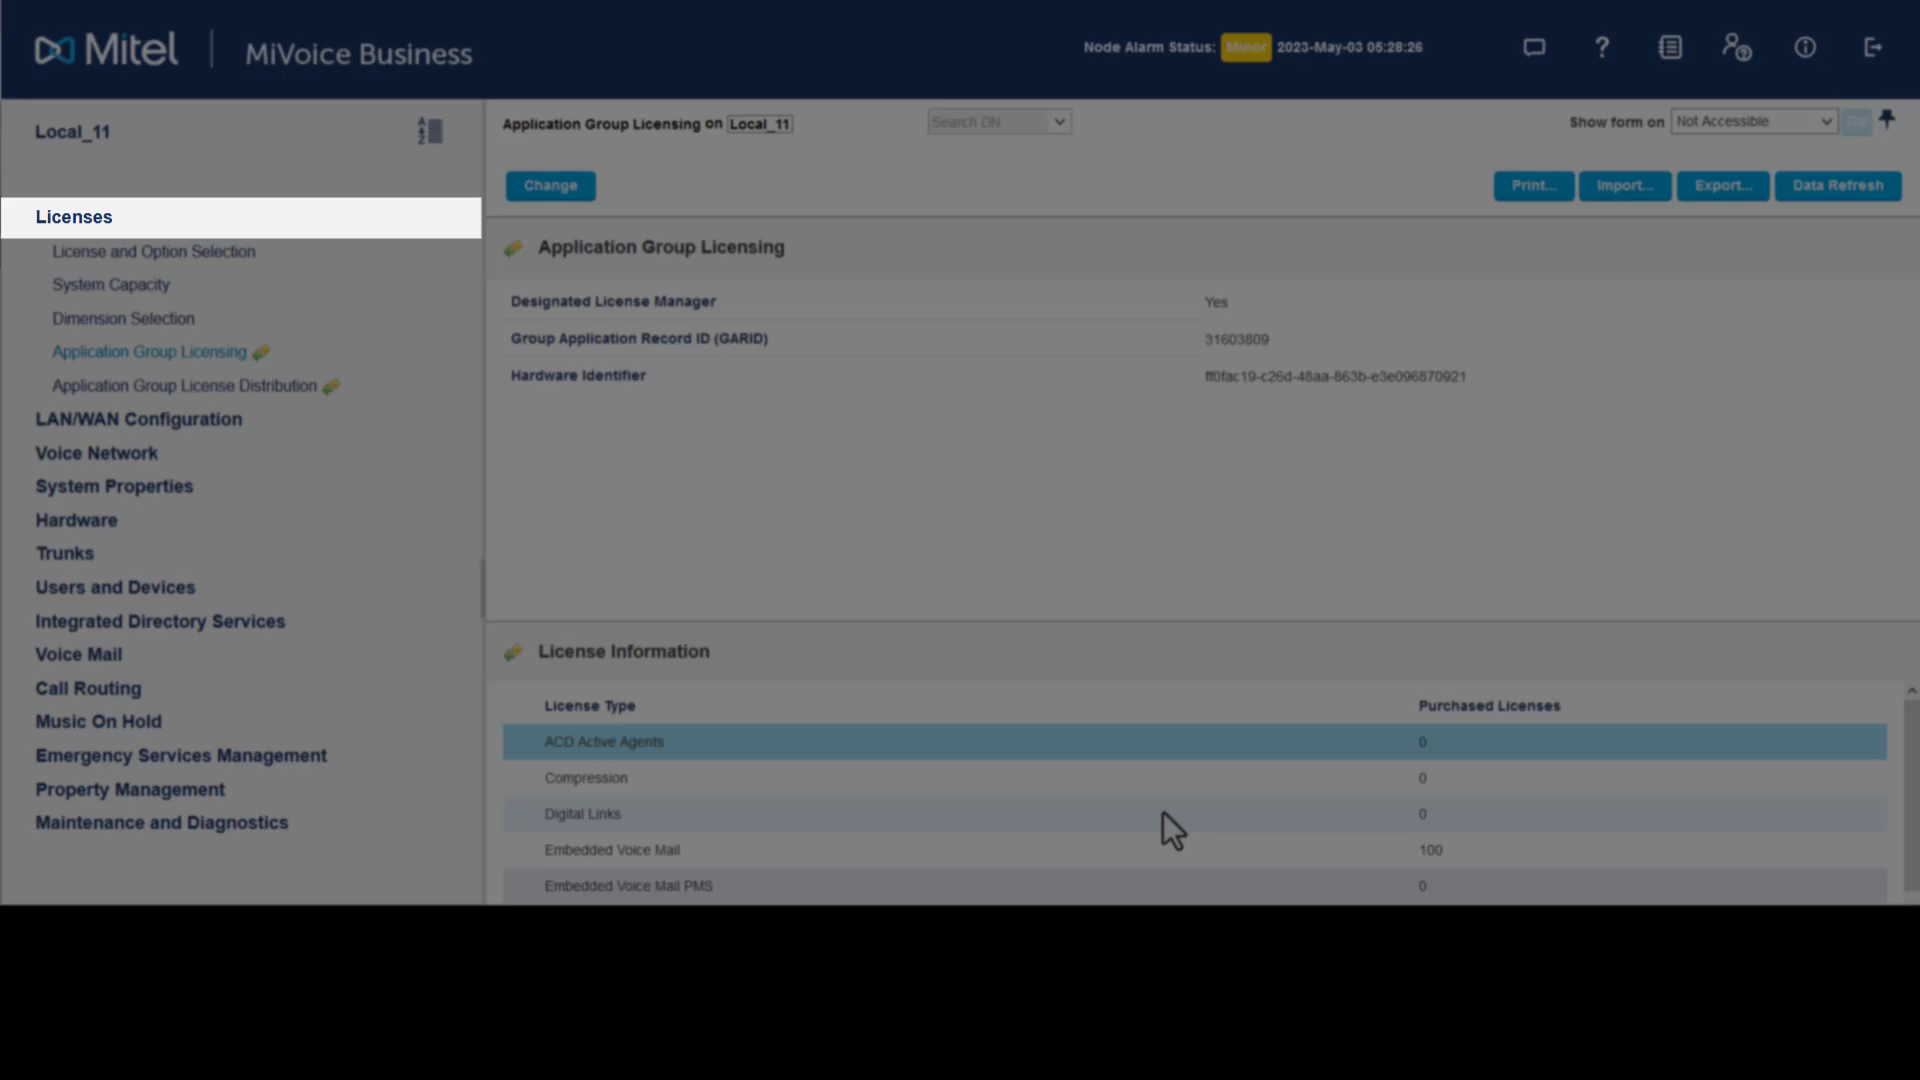 Mitel | MiVoice Business
Node Alarm Status: Minor 2023-May-03 05:28:26
Local_11
Application Group Licensing on Local_11
Search DN
Show form on Not Accessible Go
Change
Print... Import... Export... Data Refresh
Licenses
License and Option Selection
System Capacity
Dimension Selection
Application Group Licensing
Application Group License Distribution
LAN/WAN Configuration
Voice Network
System Properties
Hardware
Trunks
Users and Devices
Integrated Directory Services
Voice Mail
Call Routing
Music On Hold
Emergency Services Management
Property Management
Maintenance and Diagnostics
Application Group Licensing
Designated License Manager Yes
Group Application Record ID (GARID) 31603809
Hardware Identifier ff0fac19-c26d-48aa-863b-e3e096870921
License Information
License Type Purchased Licenses
ACD Active Agents 0
Compression 0
Digital Links 0
Embedded Voice Mail 100
Embedded Voice Mail PMS 0